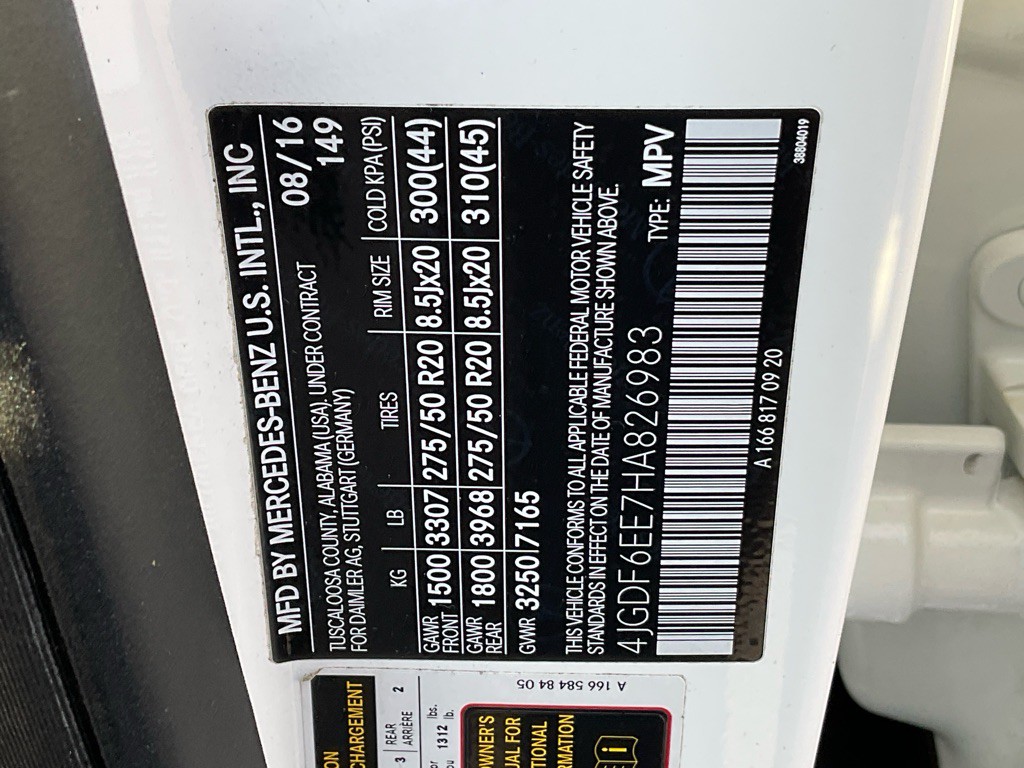 MFD BY MERCEDES-BENZ U.S. INTL., INC
TUSCALOOSA COUNTY, ALABAMA (USA), UNDER CONTRACT 08/16
FOR DAIMLER AG, STUTTGART (GERMANY) 149
KG LB TIRES RIM SIZE COLD KPA (PSI)
GAWR FRONT 1500 3307 275/50 R20 8.5Jx20 300(44)
GAWR REAR 1800 3968 275/50 R20 8.5Jx20 310(45)
GVWR 3250/7165
THIS VEHICLE CONFORMS TO ALL APPLICABLE FEDERAL MOTOR VEHICLE SAFETY
STANDARDS IN EFFECT ON THE DATE OF MANUFACTURE SHOWN ABOVE.
4JGDF6EE7HA826983 TYPE: MPV
A 166 817 09 20
38804019
CHARGEMENT
3 REAR ARRIÈRE 2
1312 lbs.
lb.
OWNER'S
FOR
A 166 584 84 05